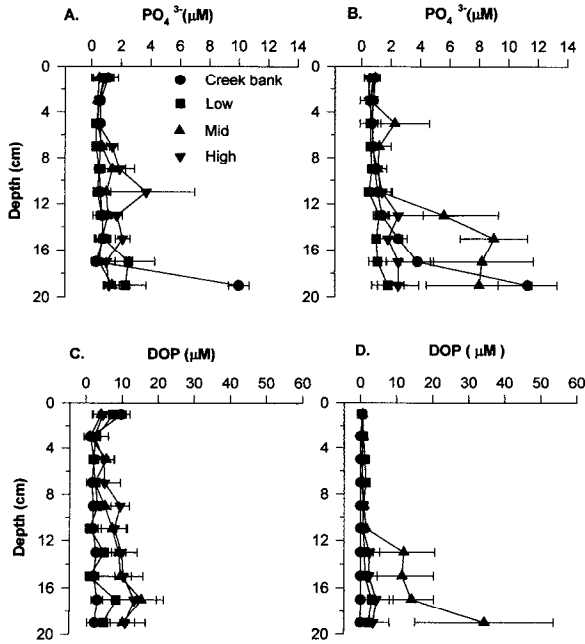 A. PO4 3-(μM)
0 2 4 6 8 10 12 14
0
4
8
12
16
20
Depth (cm)
Creek bank
Low
Mid
High
B. PO4 3-(μM)
0 2 4 6 8 10 12 14
0
4
8
12
16
20
C. DOP (μM)
0 10 20 30 40 50 60
0
4
8
12
16
20
Depth (cm)
D. DOP ( μM )
0 10 20 30 40 50 60
0
4
8
12
16
20